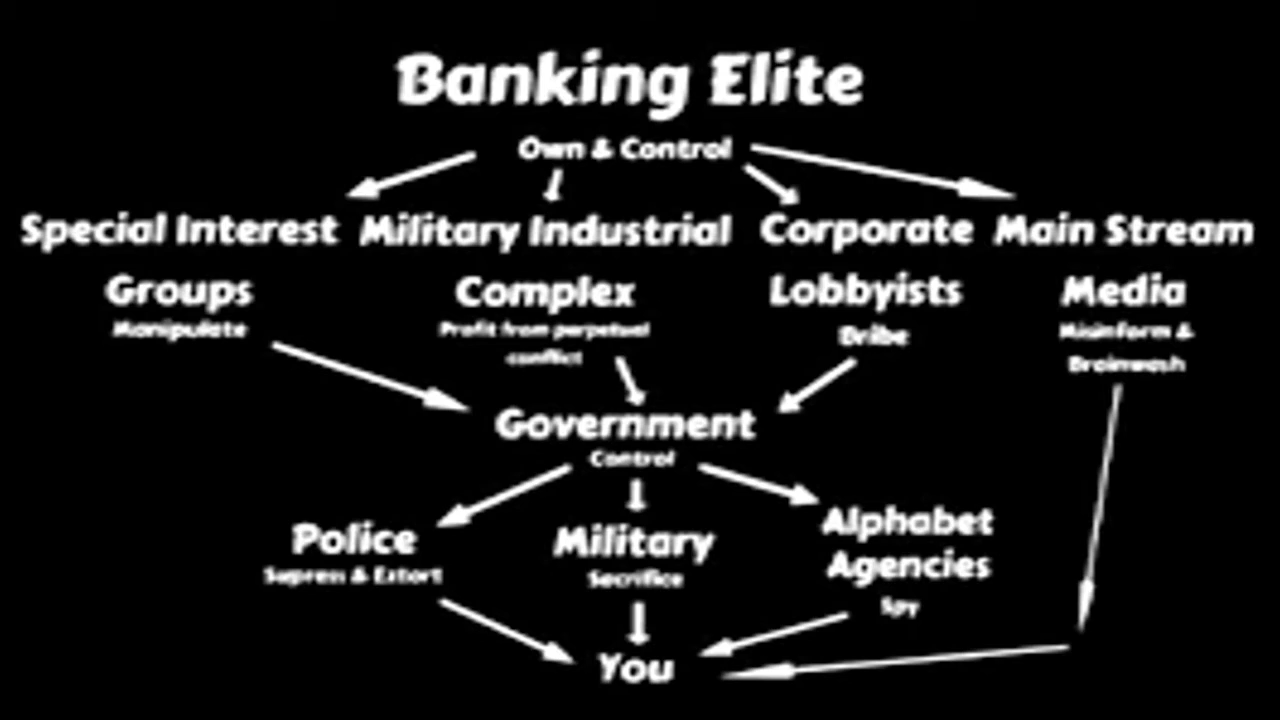 Banking Elite
Own & Control
Special Interest Military Industrial Corporate Main Stream
Groups Complex Lobbyists Media
Manipulate Profit from perpetual Bribe Misinform &
conflict Brainwash
Government
Control
Police Military Alphabet
Agencies
Supress & Extort Sacrifice Spy
You